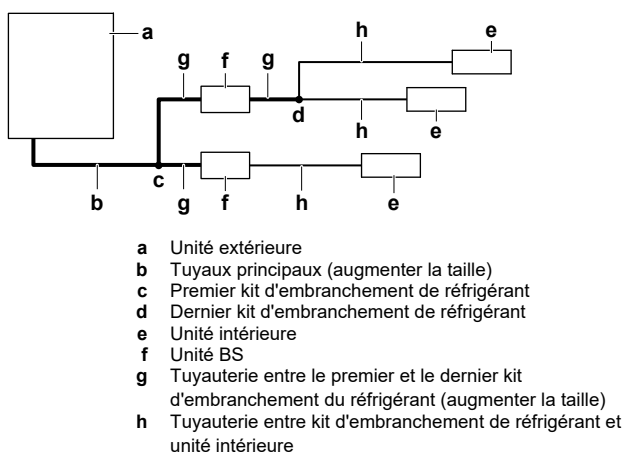 a
h
e
g
f
g
d
h
e
c
b
g
f
h
e
a Unité extérieure
b Tuyaux principaux (augmenter la taille)
c Premier kit d'embranchement de réfrigérant
d Dernier kit d'embranchement de réfrigérant
e Unité intérieure
f Unité BS
g Tuyauterie entre le premier et le dernier kit
d'embranchement du réfrigérant (augmenter la taille)
h Tuyauterie entre kit d'embranchement de réfrigérant et
unité intérieure